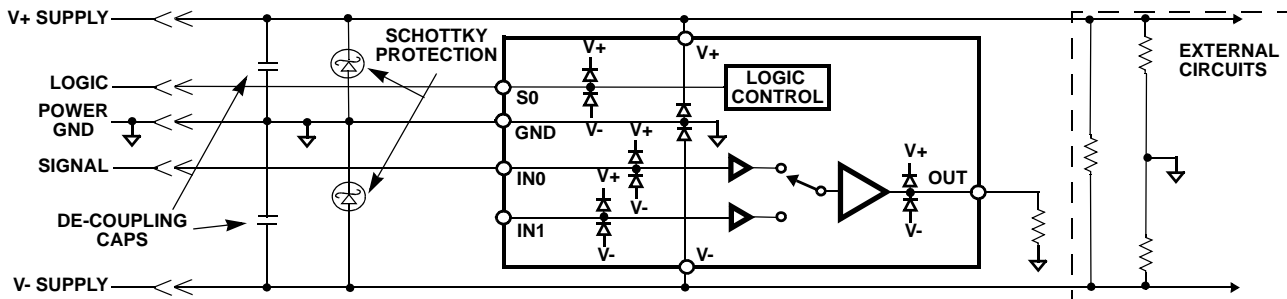 V+ SUPPLY
LOGIC
POWER
GND
SIGNAL
DE-COUPLING
CAPS
V- SUPPLY
SCHOTTKY
PROTECTION
V+
V+
LOGIC
CONTROL
S0
V-
GND
V+
IN0
V+
V-
IN1
V-
V+
OUT
V-
V-
EXTERNAL
CIRCUITS